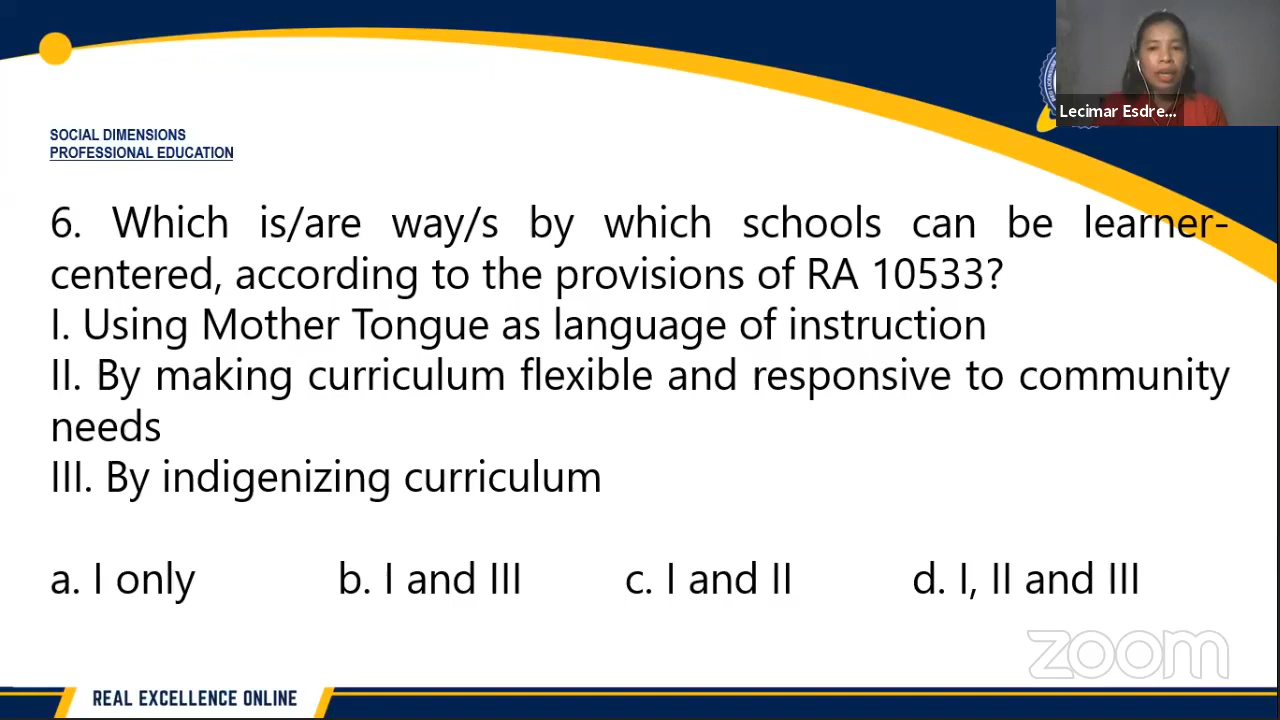 Lecimar Esdre...
SOCIAL DIMENSIONS
PROFESSIONAL EDUCATION
6. Which is/are way/s by which schools can be learner-
centered, according to the provisions of RA 10533?
I. Using Mother Tongue as language of instruction
II. By making curriculum flexible and responsive to community
needs
III. By indigenizing curriculum
a. I only b. I and III c. I and II d. I, II and III
zoom
REAL EXCELLENCE ONLINE